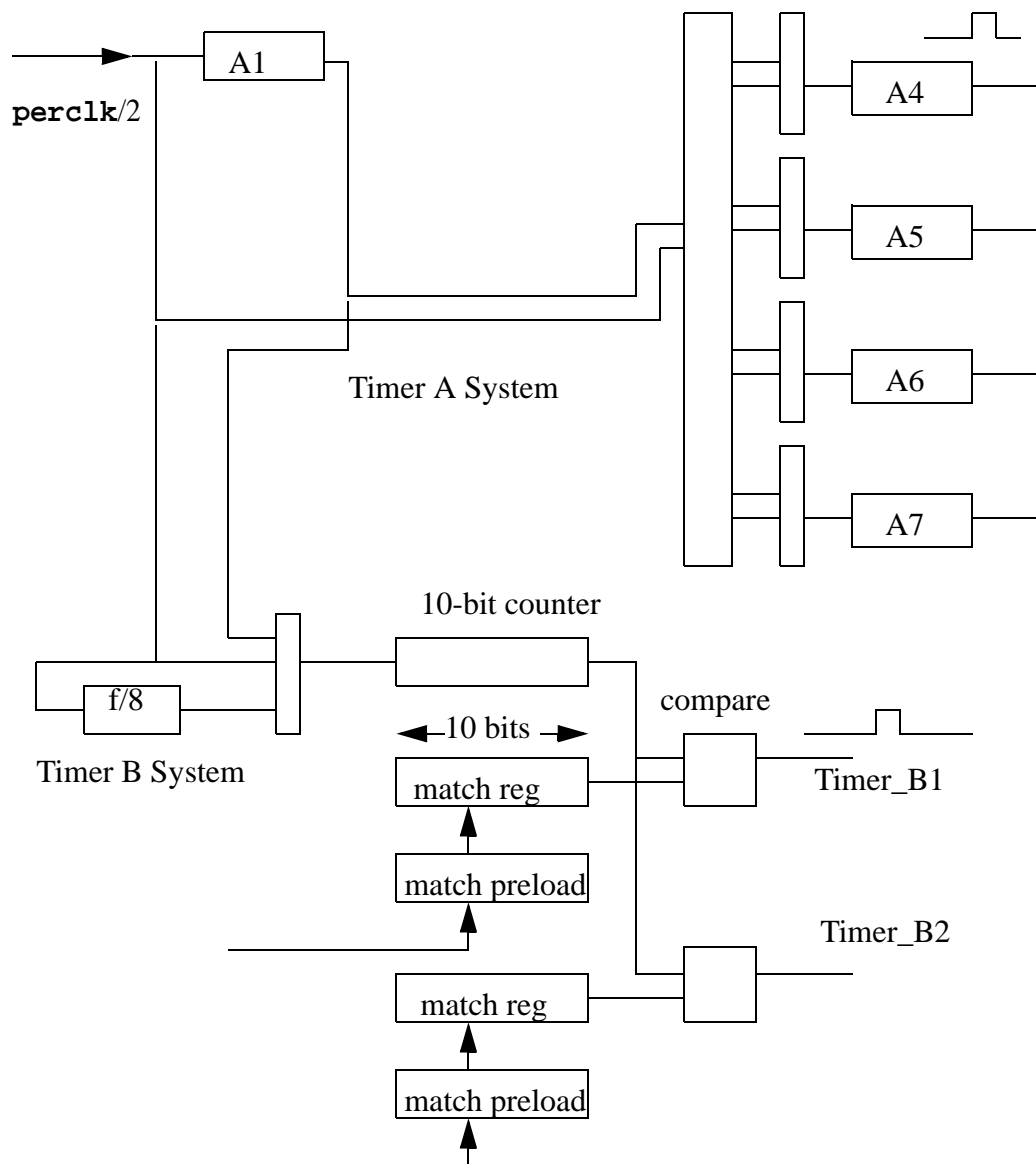 A1
perclk/2
A4
A5
Timer A System
A6
A7
10-bit counter
f/8
compare
10 bits
Timer B System
match reg
Timer_B1
match preload
Timer_B2
match reg
match preload